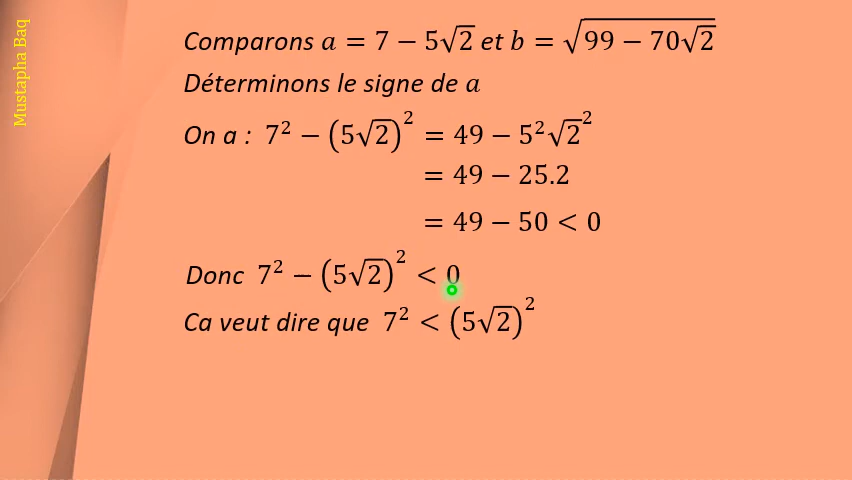 Mustapha Baq
Comparons a = 7 − 5√2 et b = √(99 − 70√2)
Déterminons le signe de a
On a : 7² − (5√2)² = 49 − 5²√2²
= 49 − 25.2
= 49 − 50 < 0
Donc 7² − (5√2)² < 0
Ca veut dire que 7² < (5√2)²